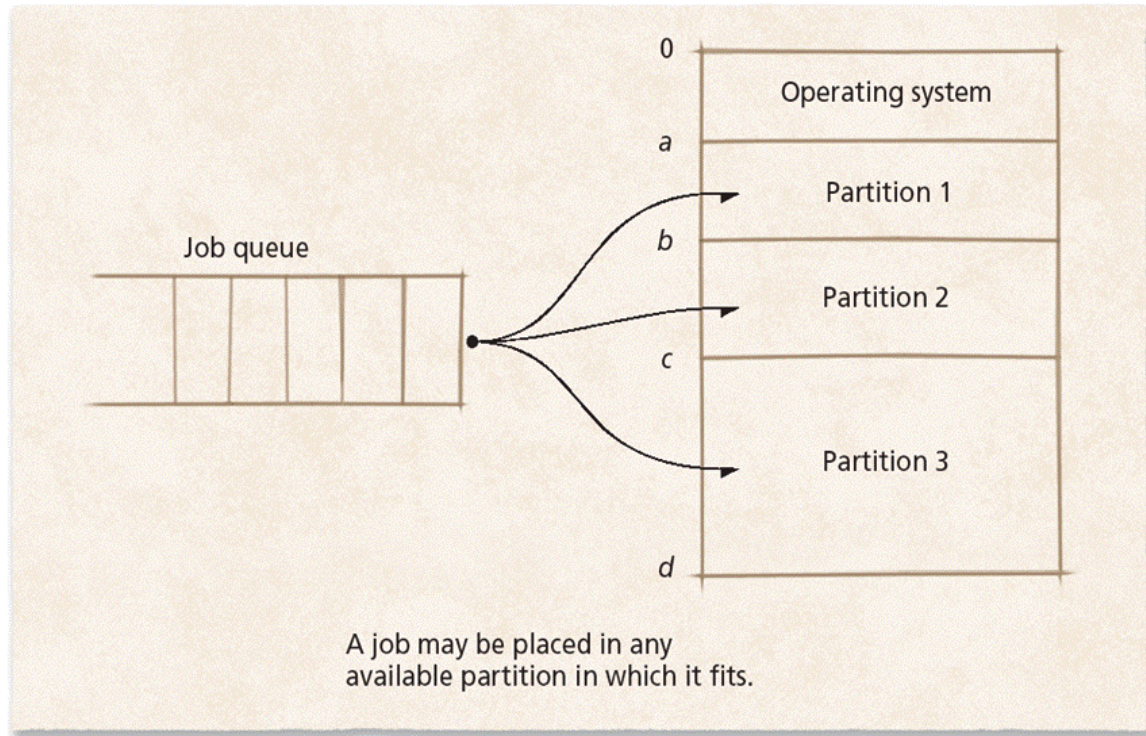 0
Operating system
a
Partition 1
Job queue
b
Partition 2
c
Partition 3
d
A job may be placed in any
available partition in which it fits.